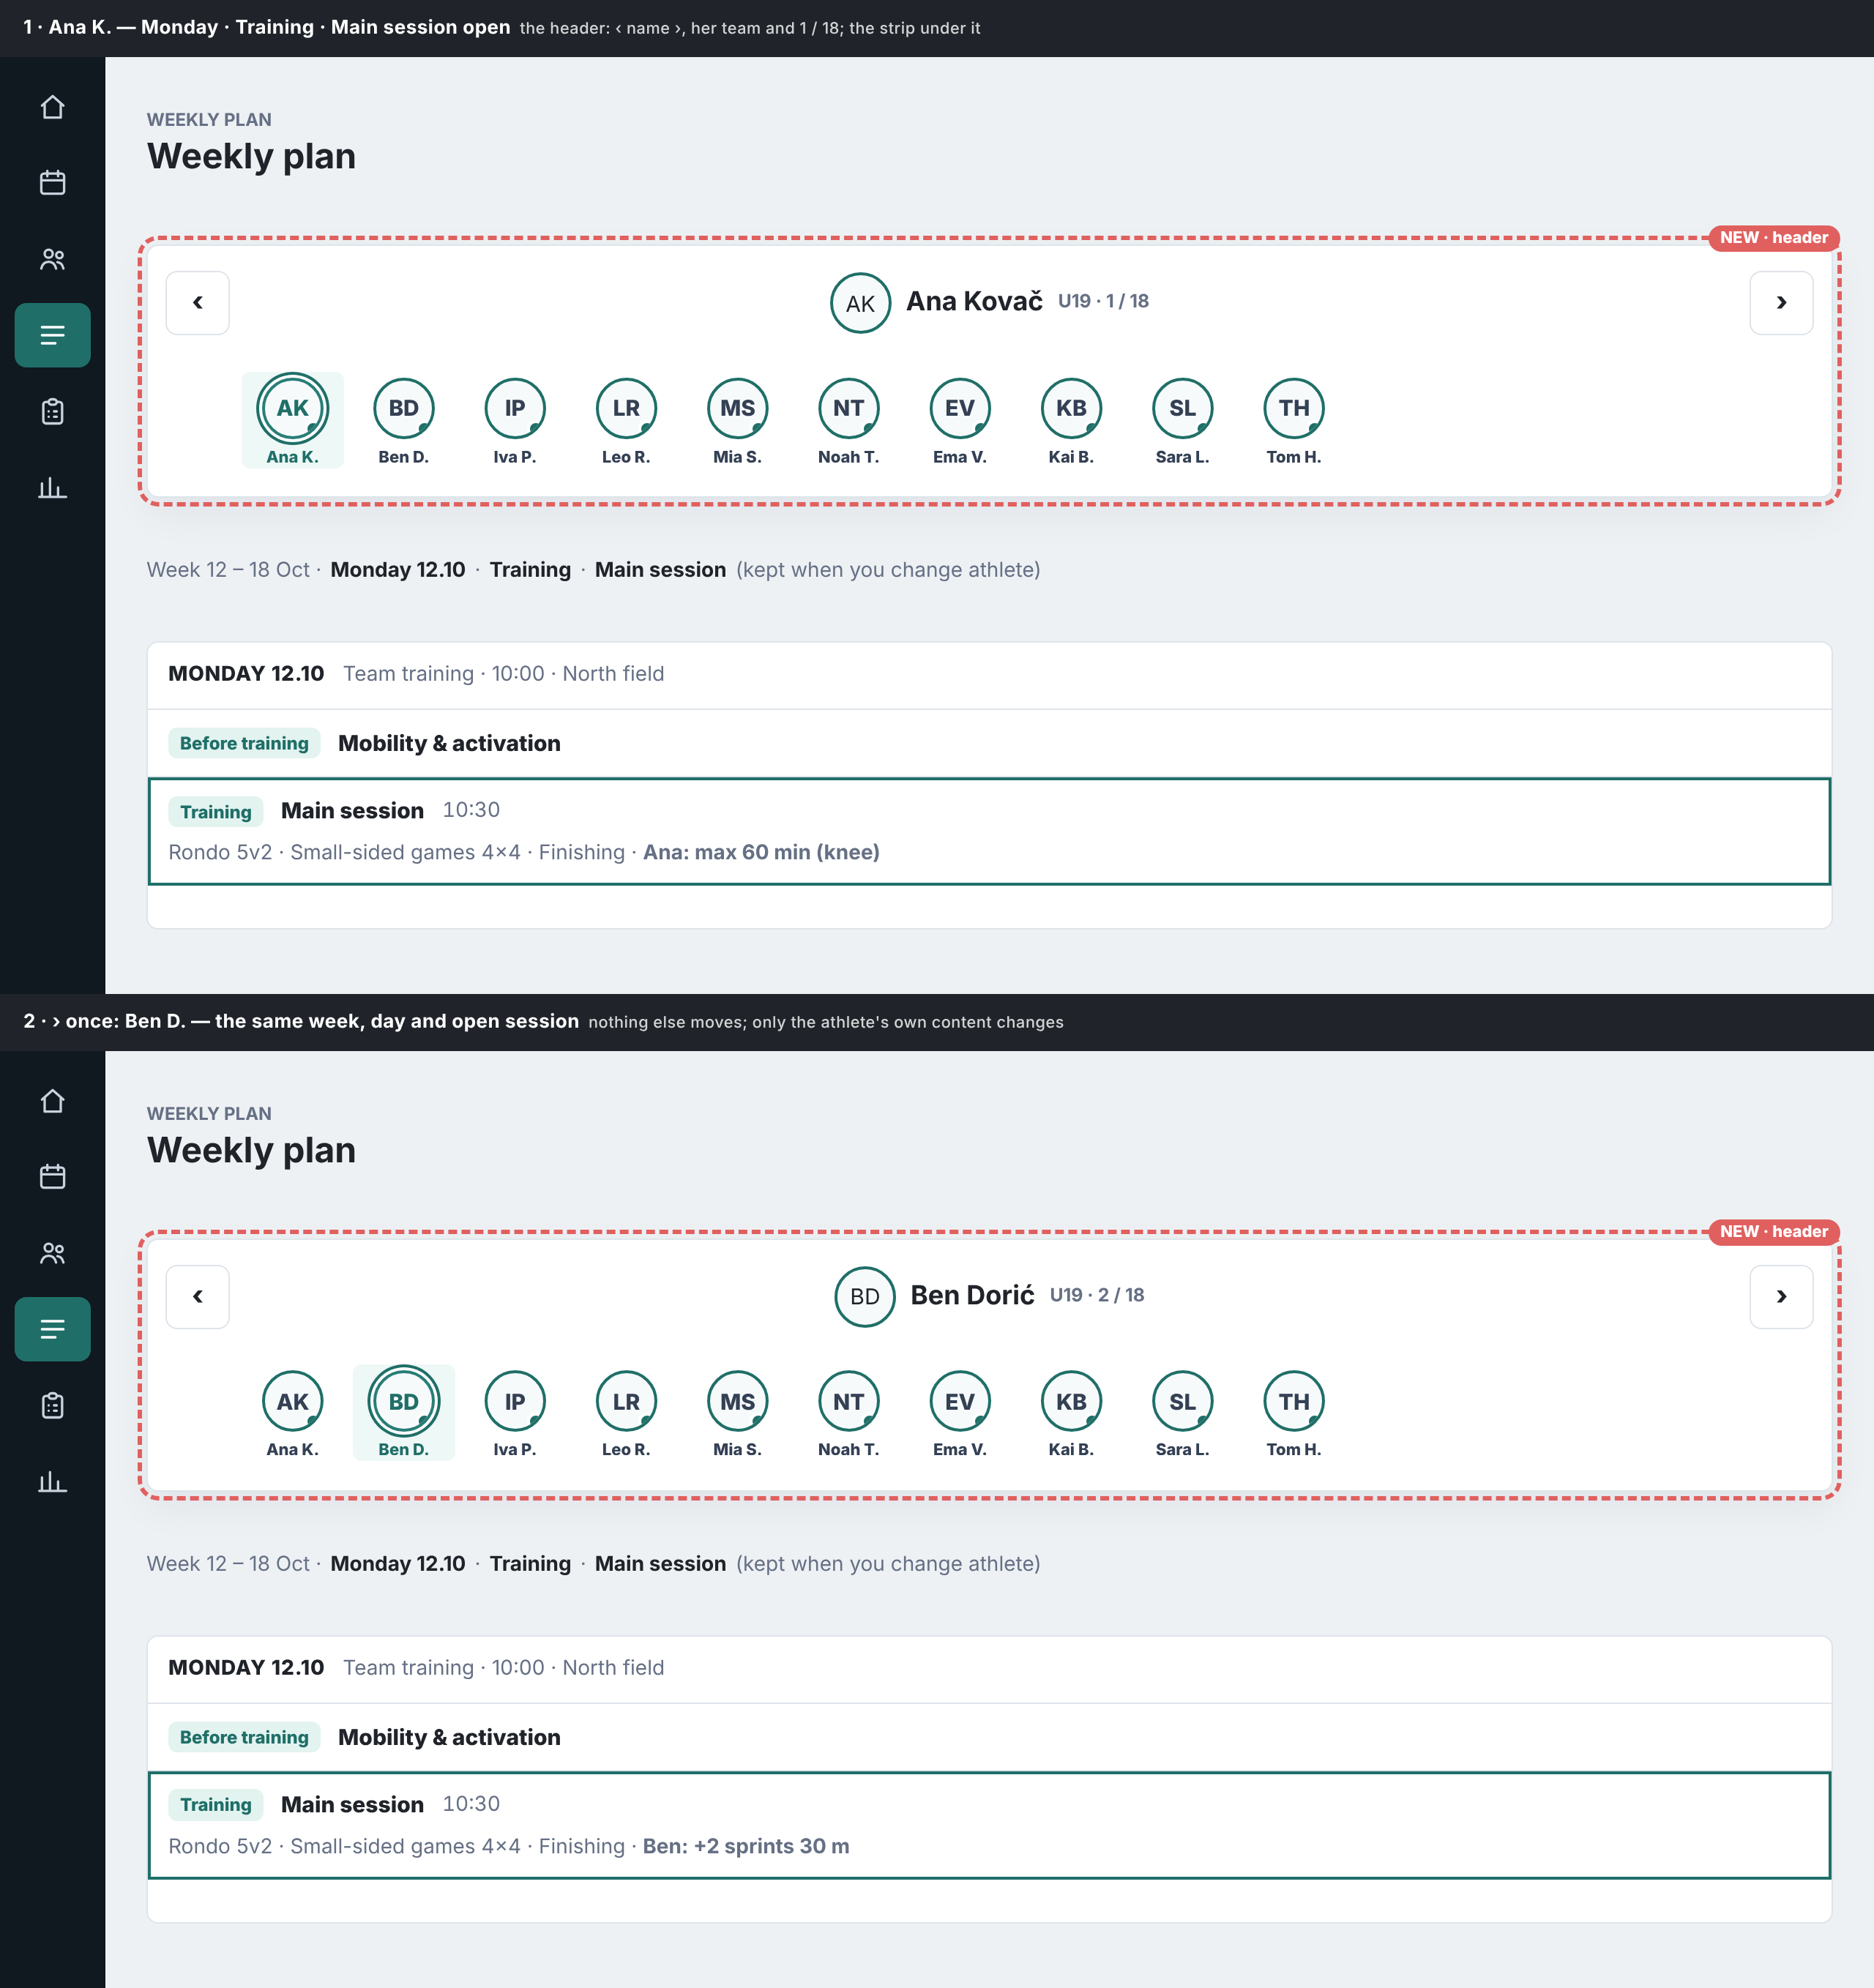 1 · Ana K. — Monday · Training · Main session open the header: ‹ name ›, her team and 1 / 18; the strip under it
WEEKLY PLAN
Weekly plan
NEW · header
‹ AK Ana Kovač U19 · 1 / 18 ›
AK BD IP LR MS NT EV KB SL TH
Ana K. Ben D. Iva P. Leo R. Mia S. Noah T. Ema V. Kai B. Sara L. Tom H.
Week 12 – 18 Oct · Monday 12.10 · Training · Main session (kept when you change athlete)
MONDAY 12.10 Team training · 10:00 · North field
Before training Mobility & activation
Training Main session 10:30
Rondo 5v2 · Small-sided games 4×4 · Finishing · Ana: max 60 min (knee)
2 · › once: Ben D. — the same week, day and open session nothing else moves; only the athlete's own content changes
WEEKLY PLAN
Weekly plan
NEW · header
‹ BD Ben Dorić U19 · 2 / 18 ›
AK BD IP LR MS NT EV KB SL TH
Ana K. Ben D. Iva P. Leo R. Mia S. Noah T. Ema V. Kai B. Sara L. Tom H.
Week 12 – 18 Oct · Monday 12.10 · Training · Main session (kept when you change athlete)
MONDAY 12.10 Team training · 10:00 · North field
Before training Mobility & activation
Training Main session 10:30
Rondo 5v2 · Small-sided games 4×4 · Finishing · Ben: +2 sprints 30 m